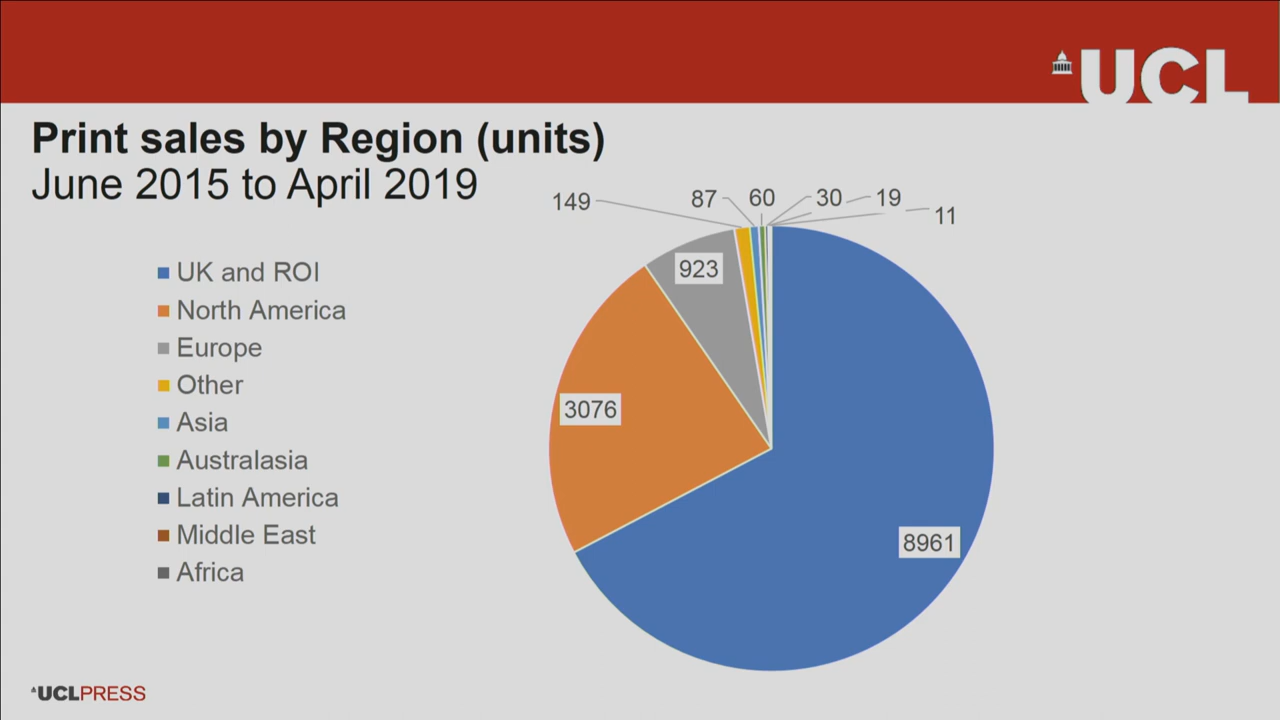 UCL
Print sales by Region (units)
June 2015 to April 2019
149
87
60
30
19
11
UK and ROI
North America
Europe
Other
Asia
Australasia
Latin America
Middle East
Africa
923
3076
8961
UCLPRESS